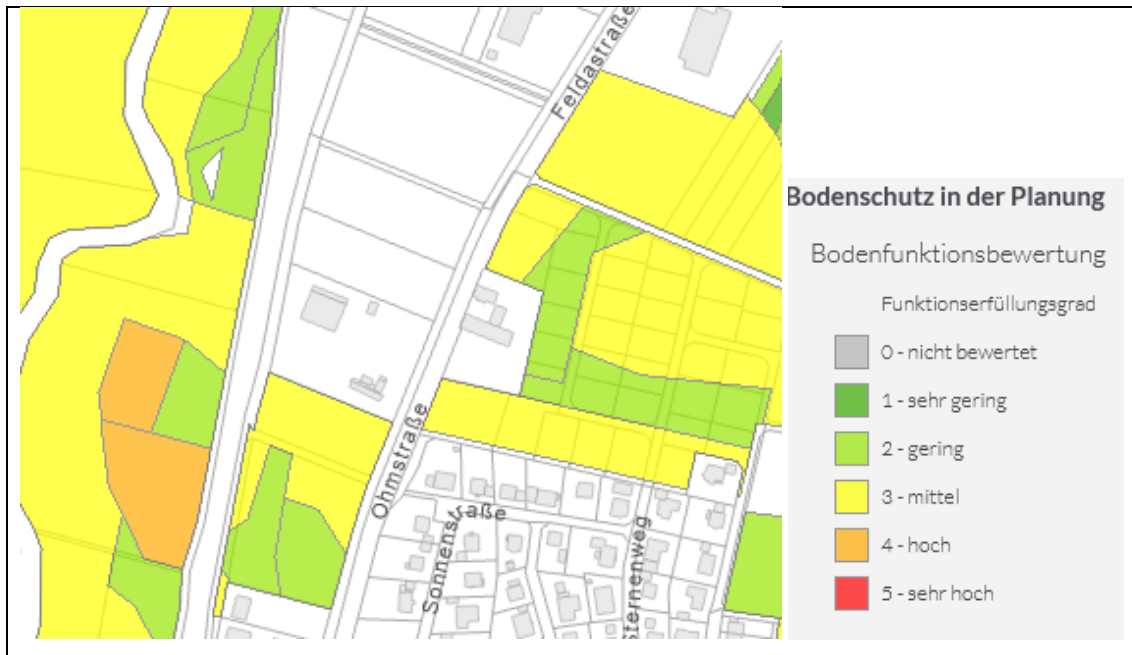 Feldastraße
Ohmstraße
Sonnenstraße
Sternenweg
Bodenschutz in der Planung
Bodenfunktionsbewertung
Funktionserfüllungsgrad
0 - nicht bewertet
1 - sehr gering
2 - gering
3 - mittel
4 - hoch
5 - sehr hoch